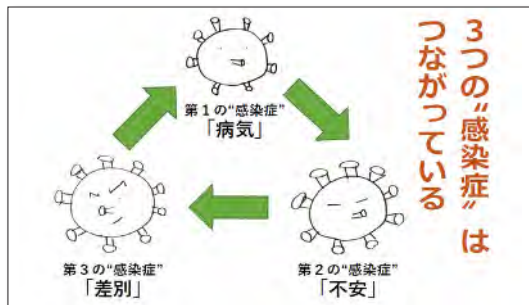 3つの“感染症”は
つながっている
第1の“感染症”
「病気」
第2の“感染症”
「不安」
第3の“感染症”
「差別」